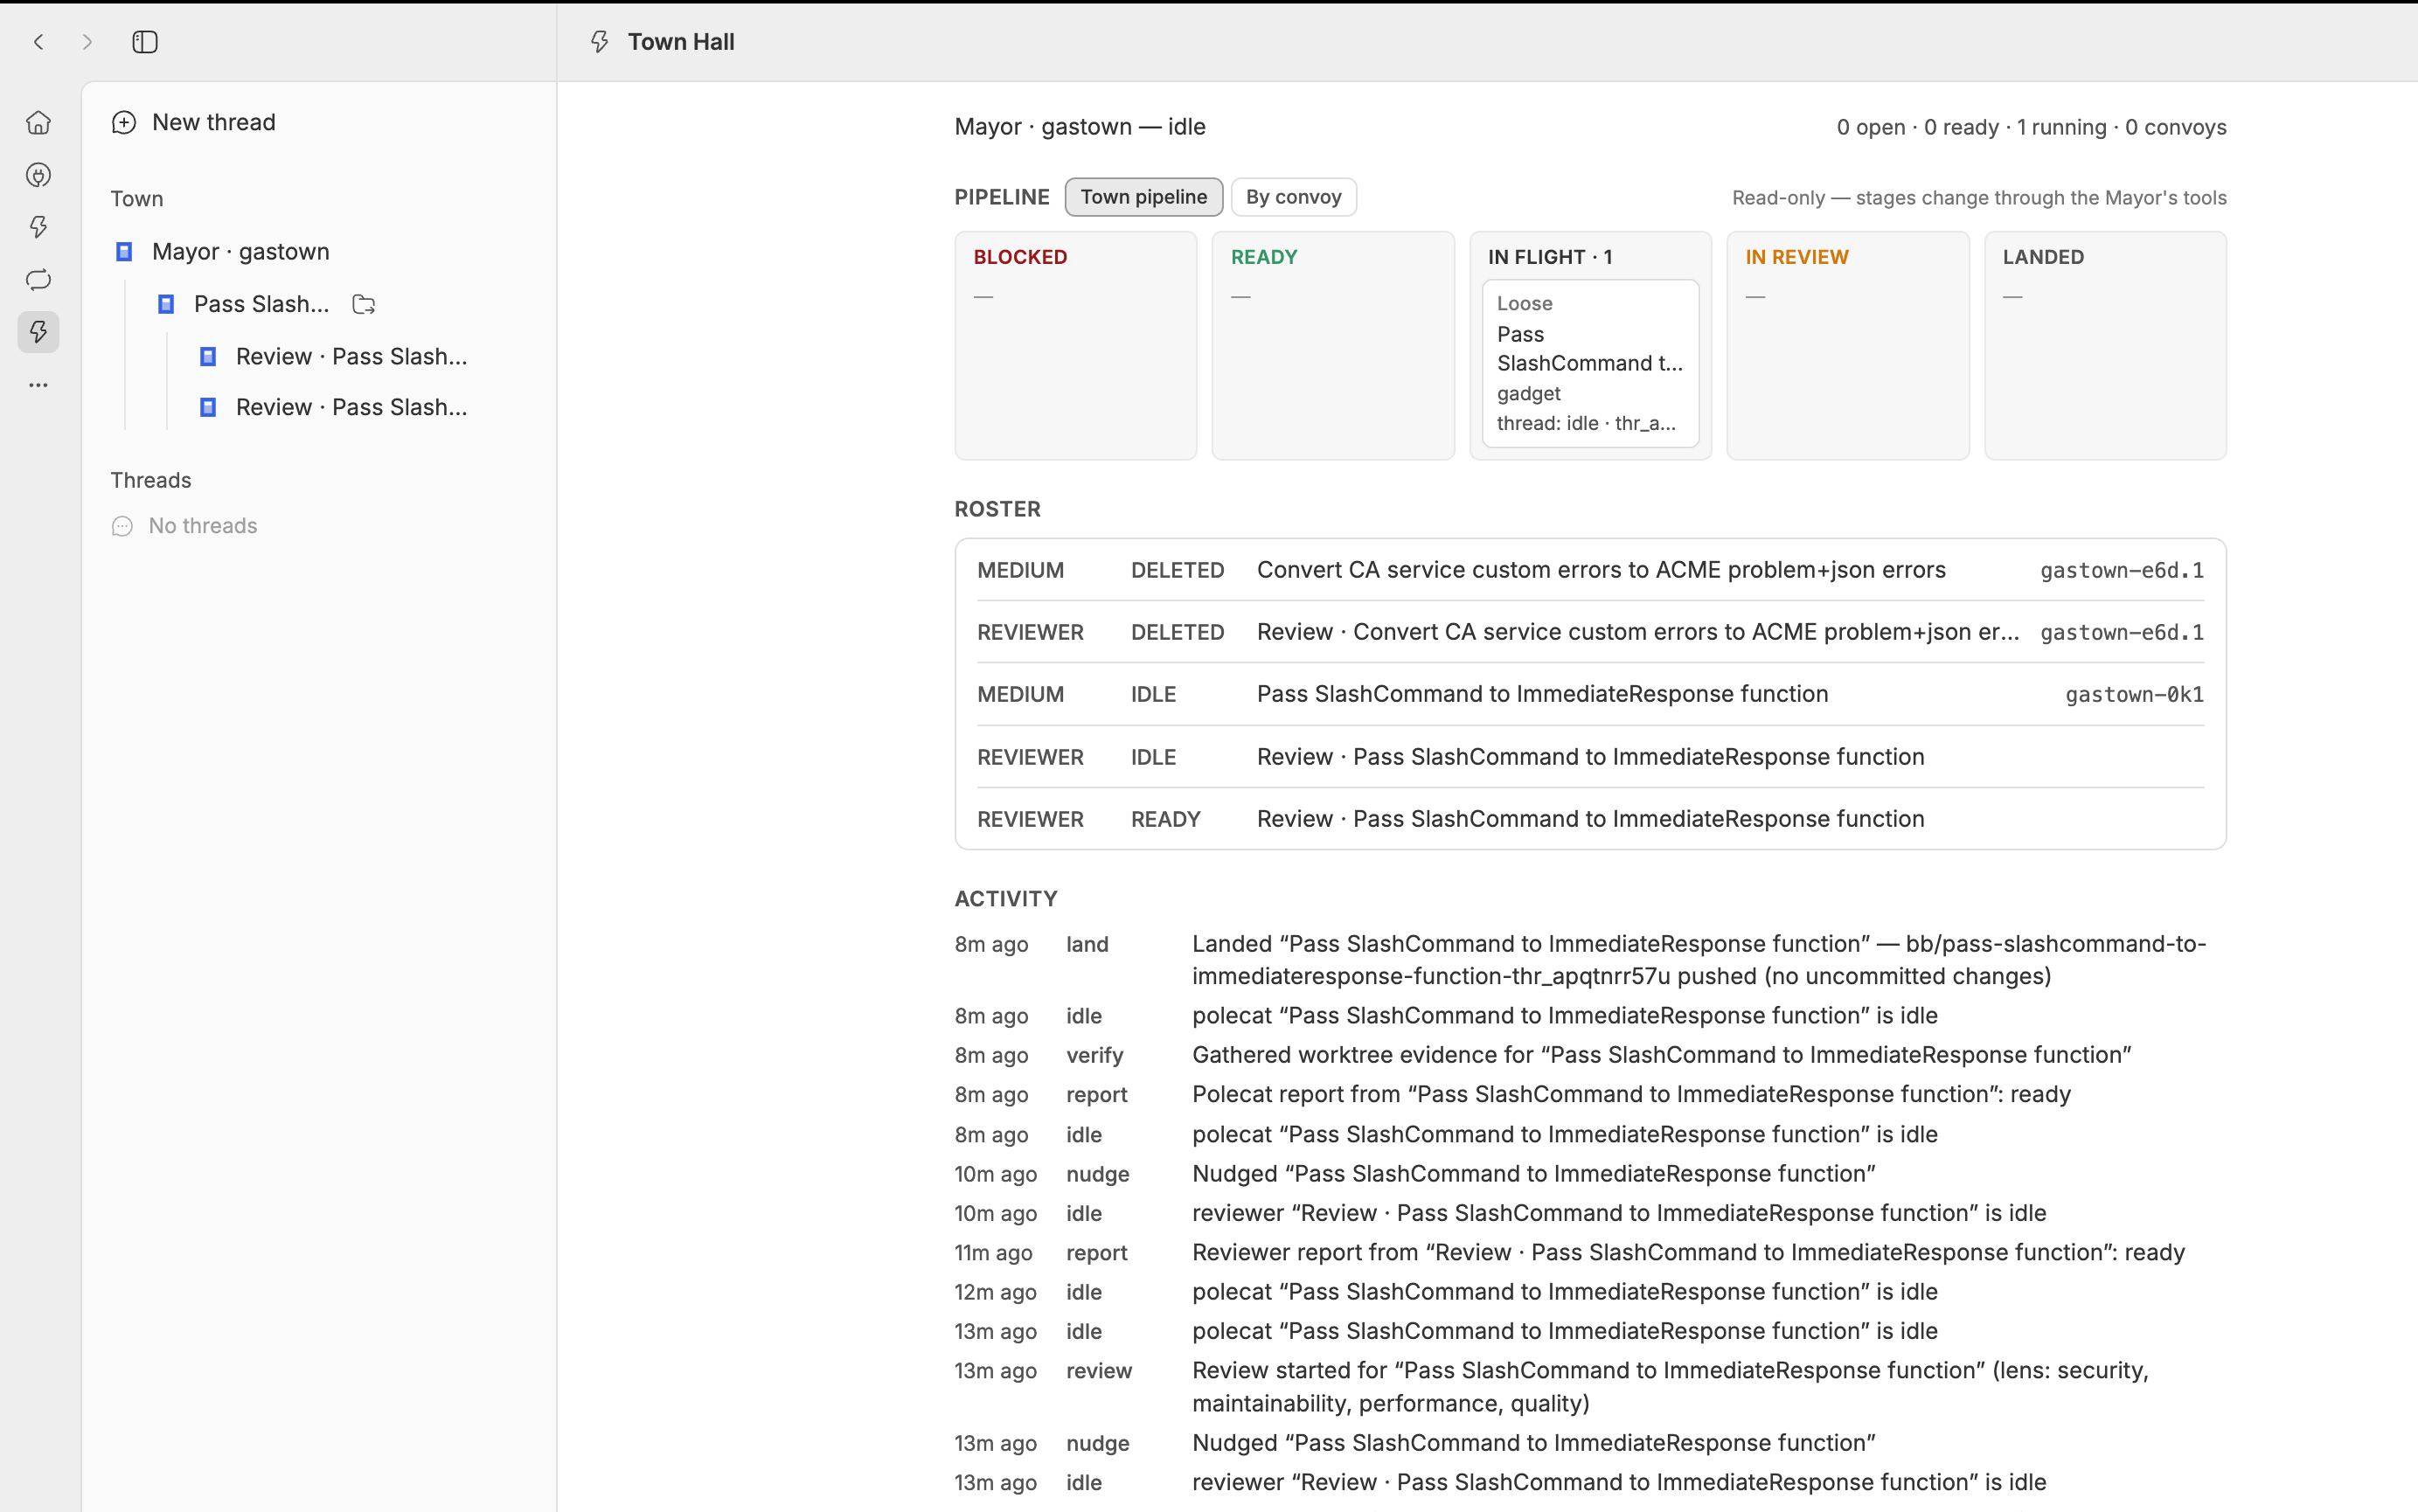 Town Hall
New thread
Town
Mayor · gastown
Pass Slash...
Review · Pass Slash...
Review · Pass Slash...
Threads
No threads
Mayor · gastown — idle
0 open · 0 ready · 1 running · 0 convoys
PIPELINE
Town pipeline
By convoy
Read-only — stages change through the Mayor's tools
BLOCKED
—
READY
—
IN FLIGHT · 1
Loose
Pass
SlashCommand t...
gadget
thread: idle · thr_a...
IN REVIEW
—
LANDED
—
ROSTER
MEDIUM DELETED Convert CA service custom errors to ACME problem+json errors gastown-e6d.1
REVIEWER DELETED Review · Convert CA service custom errors to ACME problem+json er... gastown-e6d.1
MEDIUM IDLE Pass SlashCommand to ImmediateResponse function gastown-0k1
REVIEWER IDLE Review · Pass SlashCommand to ImmediateResponse function
REVIEWER READY Review · Pass SlashCommand to ImmediateResponse function
ACTIVITY
8m ago land Landed “Pass SlashCommand to ImmediateResponse function” — bb/pass-slashcommand-to-
immediateresponse-function-thr_apqtnrr57u pushed (no uncommitted changes)
8m ago idle polecat “Pass SlashCommand to ImmediateResponse function” is idle
8m ago verify Gathered worktree evidence for “Pass SlashCommand to ImmediateResponse function”
8m ago report Polecat report from “Pass SlashCommand to ImmediateResponse function”: ready
8m ago idle polecat “Pass SlashCommand to ImmediateResponse function” is idle
10m ago nudge Nudged “Pass SlashCommand to ImmediateResponse function”
10m ago idle reviewer “Review · Pass SlashCommand to ImmediateResponse function” is idle
11m ago report Reviewer report from “Review · Pass SlashCommand to ImmediateResponse function”: ready
12m ago idle polecat “Pass SlashCommand to ImmediateResponse function” is idle
13m ago idle polecat “Pass SlashCommand to ImmediateResponse function” is idle
13m ago review Review started for “Pass SlashCommand to ImmediateResponse function” (lens: security,
maintainability, performance, quality)
13m ago nudge Nudged “Pass SlashCommand to ImmediateResponse function”
13m ago idle reviewer “Review · Pass SlashCommand to ImmediateResponse function” is idle